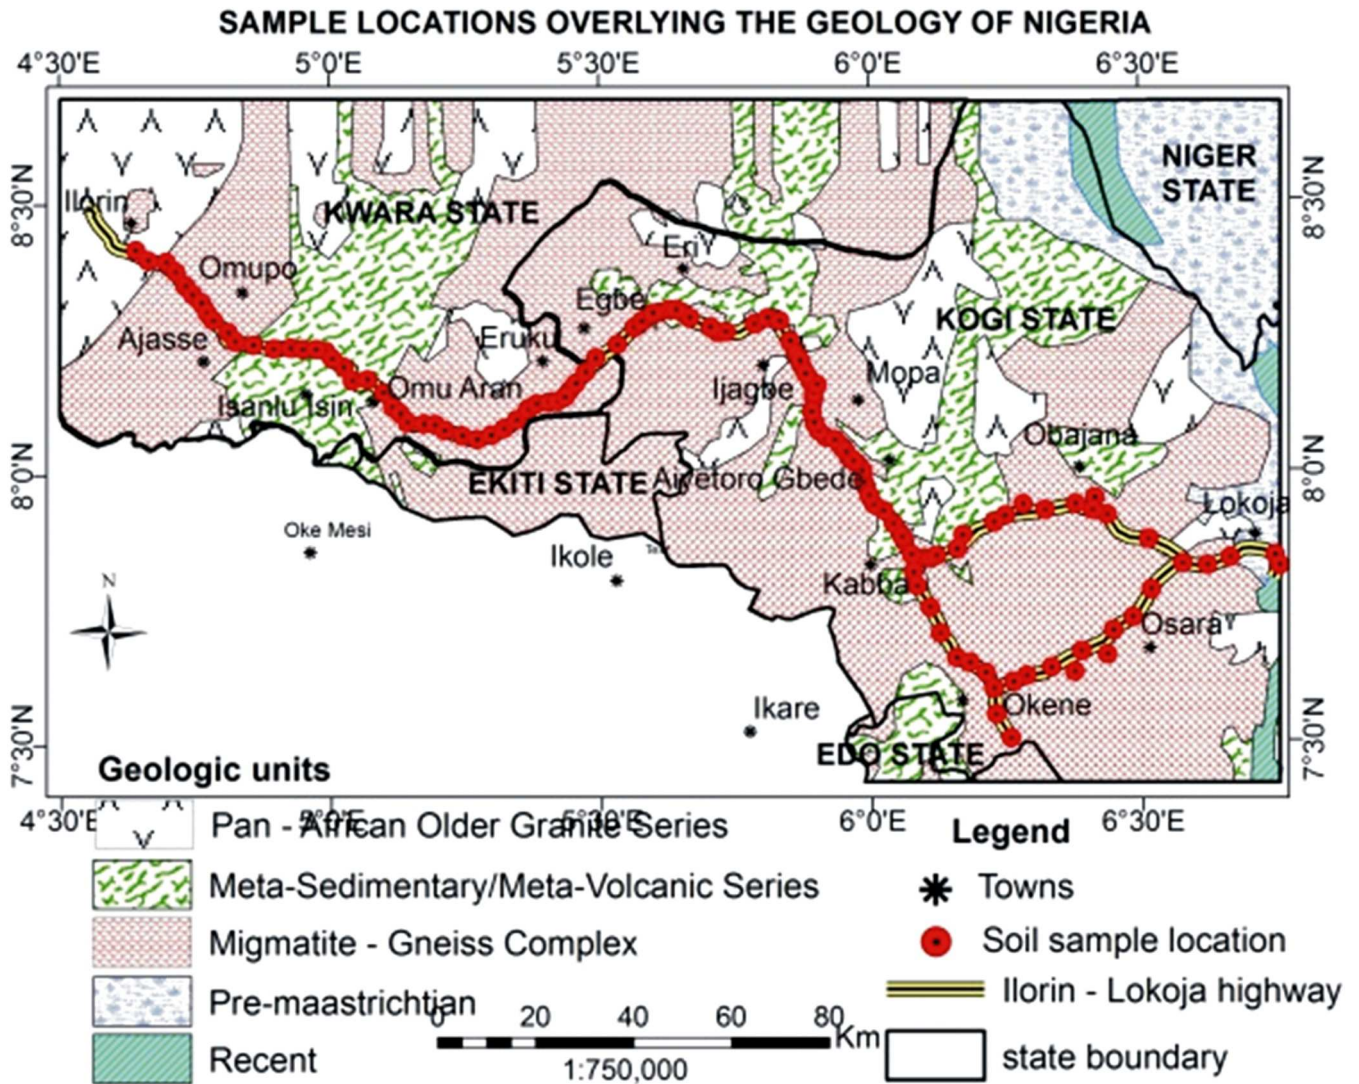 SAMPLE LOCATIONS OVERLYING THE GEOLOGY OF NIGERIA
4°30'E 5°0'E 5°30'E 6°0'E 6°30'E
8°30'N
8°0'N
7°30'N
NIGER
STATE
8°30'N
8°0'N
7°30'N
Ilorin
KWARA STATE
Omupo
Eri
Egbe
Ajasse
Eruku
KOGI STATE
Omu Aran
Ijagbe
Mopa
Isanlu Isin
Obajana
EKITI STATE
Aiyetoro Gbede
Lokoja
Oke Mesi
Ikole
Kabba
N
Osara
Ikare
Okene
EDO STATE
4°30'E 5°0'E 5°30'E 6°0'E 6°30'E
Geologic units
Pan - African Older Granite Series
Meta-Sedimentary/Meta-Volcanic Series
Migmatite - Gneiss Complex
Pre-maastrichtian
Recent
0 20 40 60 80 Km
1:750,000
Legend
Towns
Soil sample location
Ilorin - Lokoja highway
state boundary